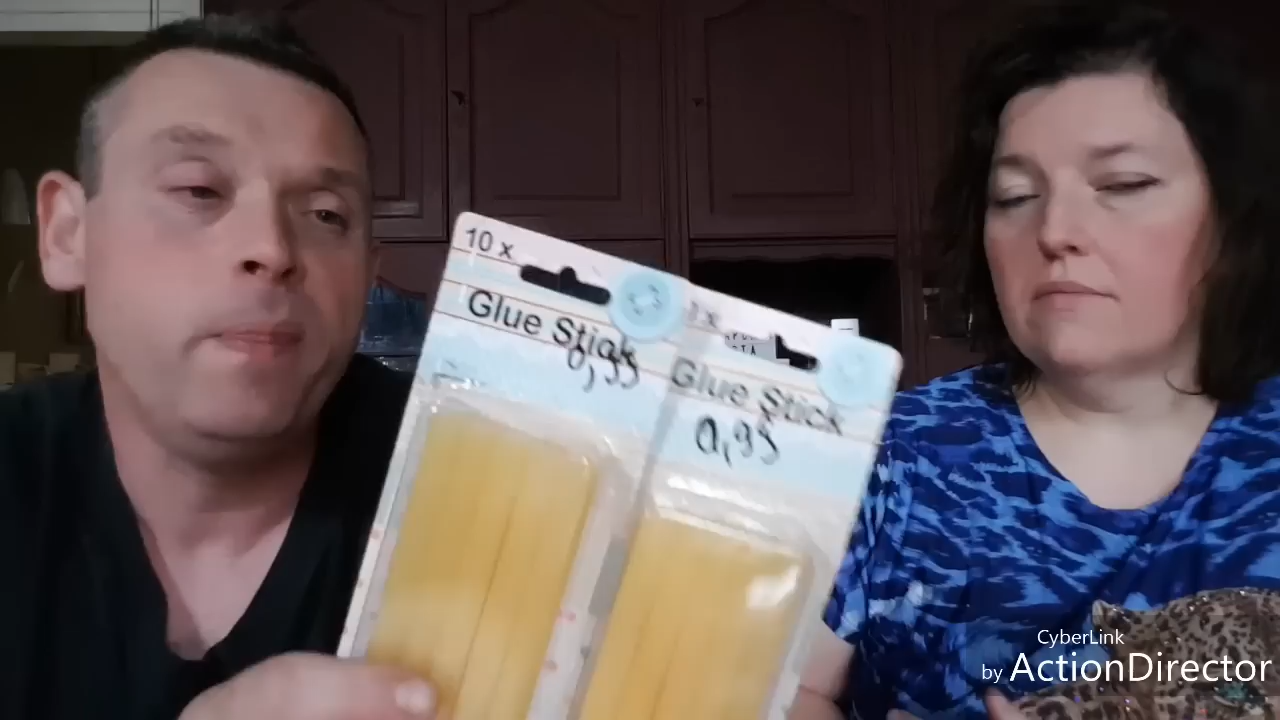 10 x
Glue Stick
0,95
x
Glue Stick
0,95
CyberLink
by ActionDirector